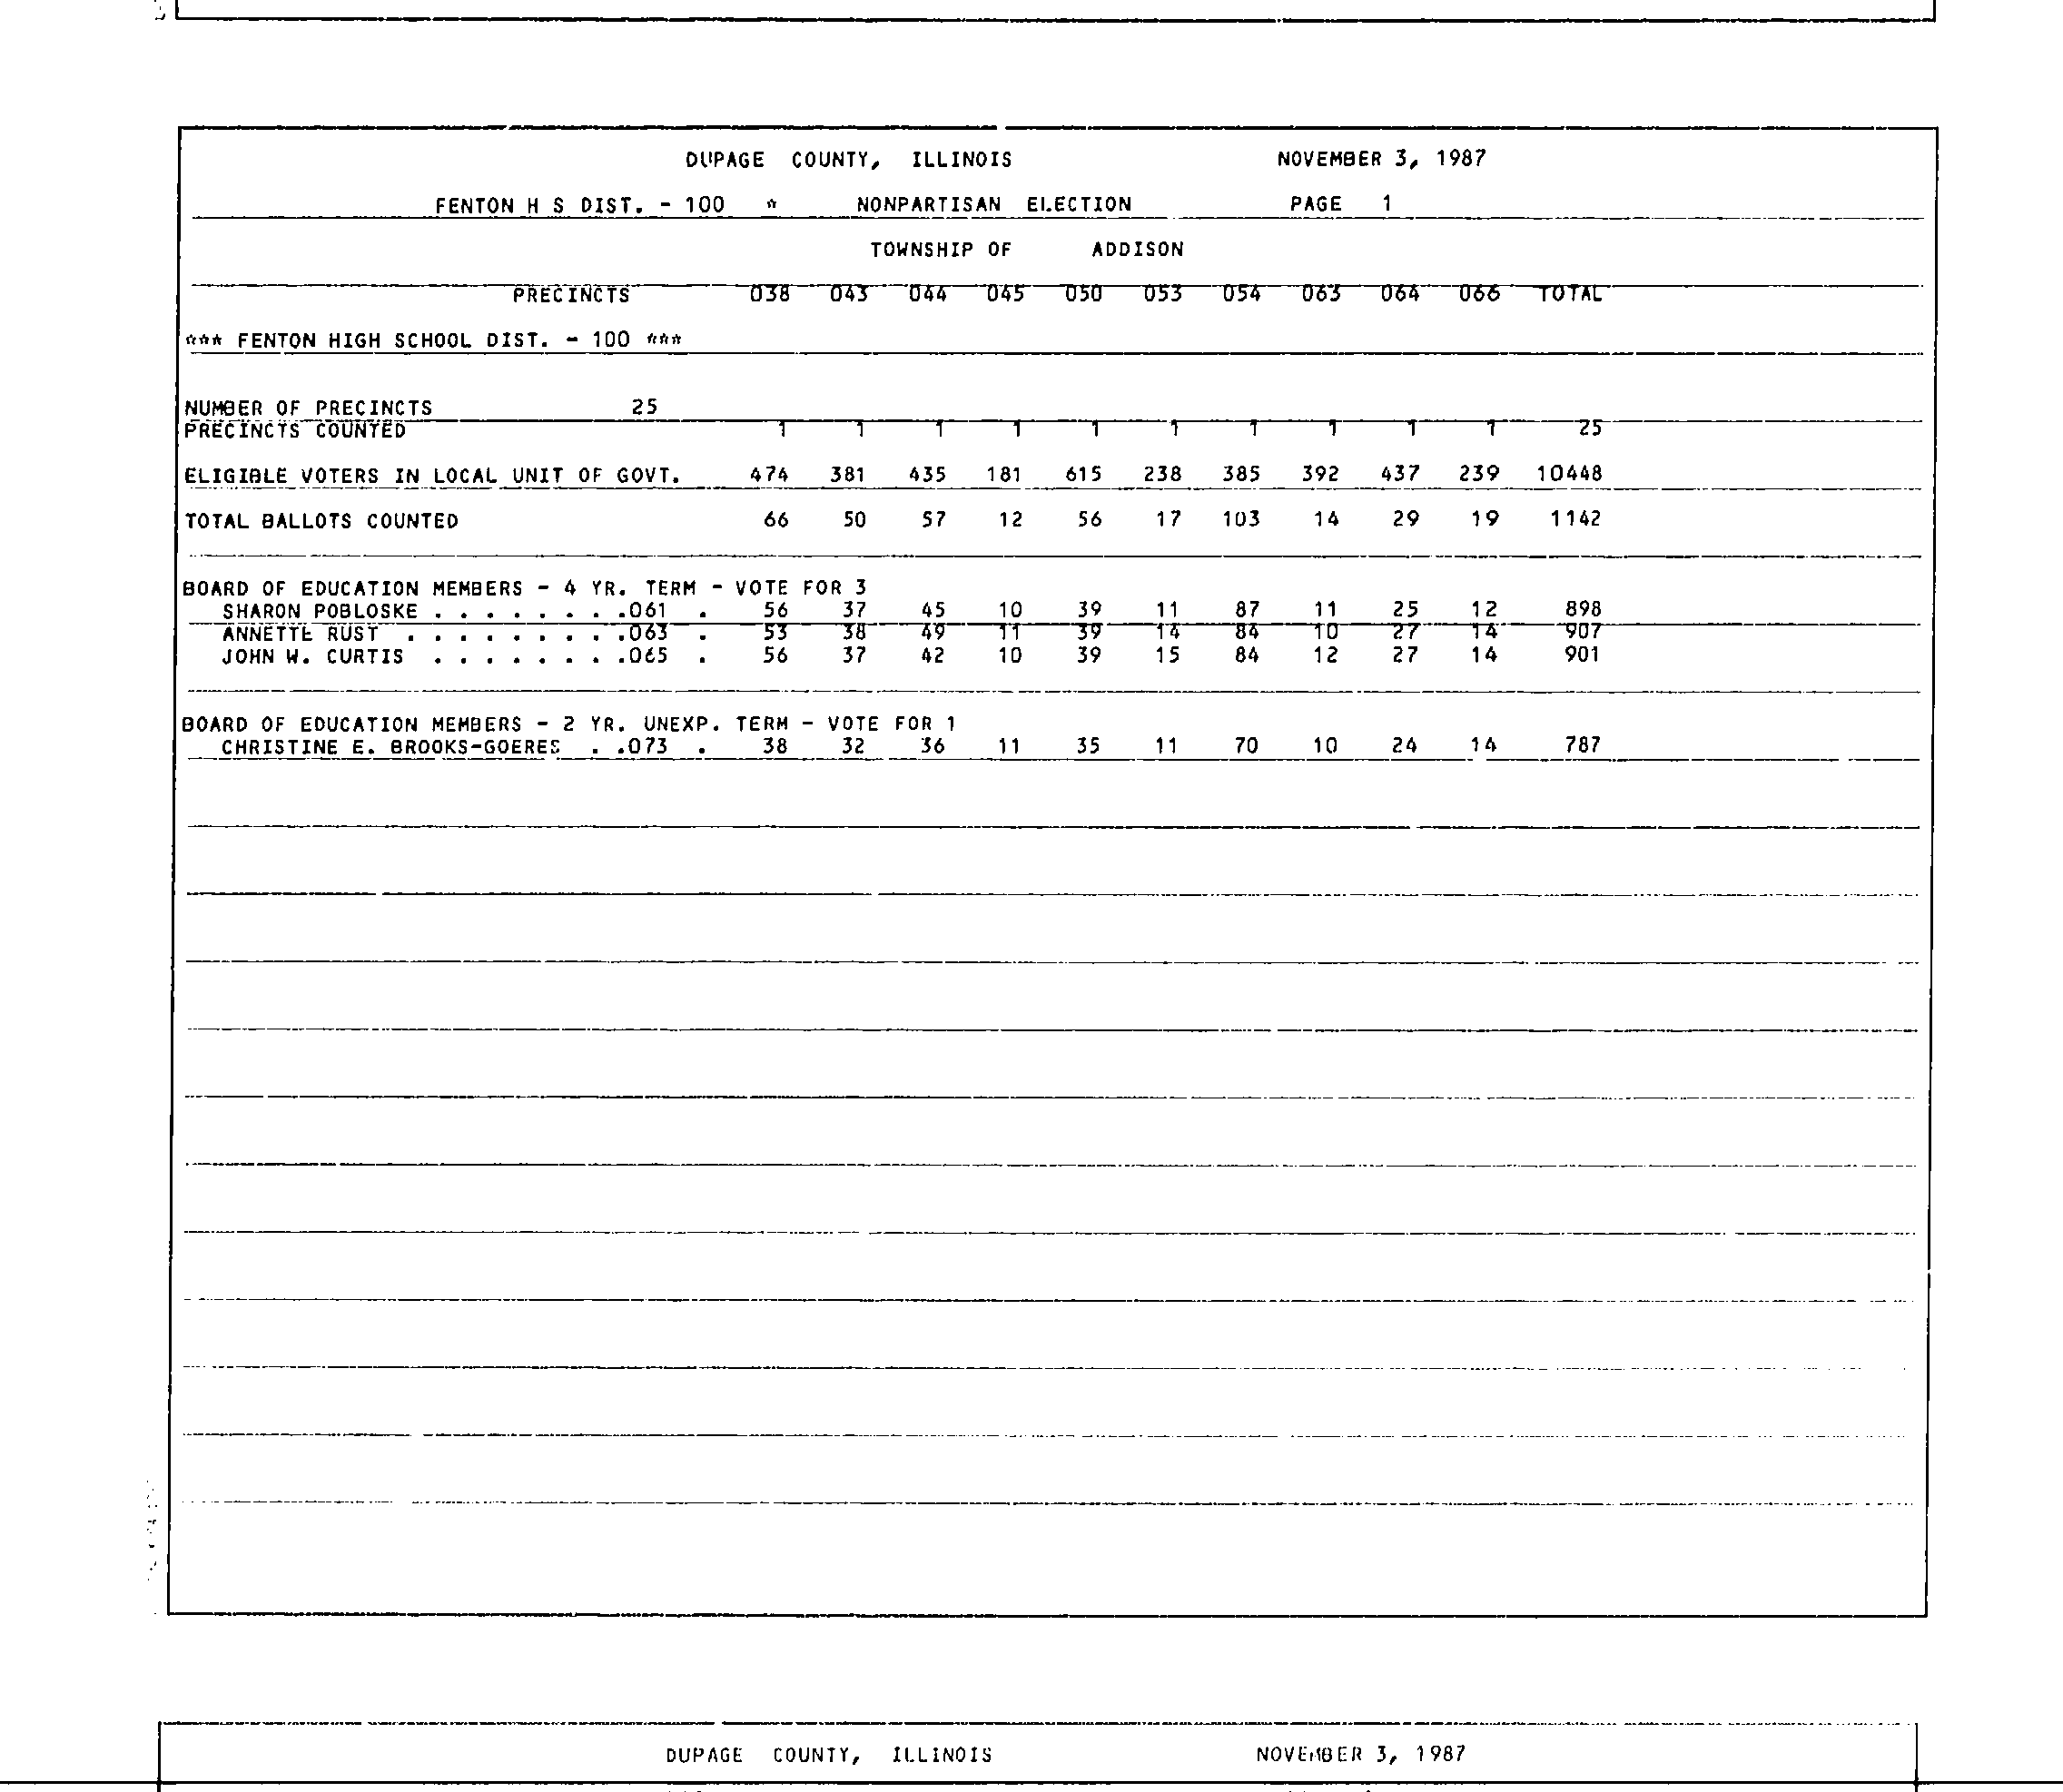 DUPAGE COUNTY, ILLINOIS NOVEMBER 3, 1987
FENTON H S DIST. - 100 * NONPARTISAN ELECTION PAGE 1
TOWNSHIP OF ADDISON
PRECINCTS 038 043 044 045 050 053 054 063 064 066 TOTAL
*** FENTON HIGH SCHOOL DIST. - 100 ***
NUMBER OF PRECINCTS 25
PRECINCTS COUNTED 1 1 1 1 1 1 1 1 1 1 25
ELIGIBLE VOTERS IN LOCAL UNIT OF GOVT. 474 381 435 181 615 238 385 392 437 239 10448
TOTAL BALLOTS COUNTED 66 50 57 12 56 17 103 14 29 19 1142
BOARD OF EDUCATION MEMBERS - 4 YR. TERM - VOTE FOR 3
SHARON POBLOSKE . . . . . . . .061 . 56 37 45 10 39 11 87 11 25 12 898
ANNETTE RUST . . . . . . . . .063 . 53 38 49 11 39 14 84 10 27 14 907
JOHN W. CURTIS . . . . . . . .065 . 56 37 42 10 39 15 84 12 27 14 901
BOARD OF EDUCATION MEMBERS - 2 YR. UNEXP. TERM - VOTE FOR 1
CHRISTINE E. BROOKS-GOERES . .073 . 38 32 36 11 35 11 70 10 24 14 787
DUPAGE COUNTY, ILLINOIS NOVEMBER 3, 1987